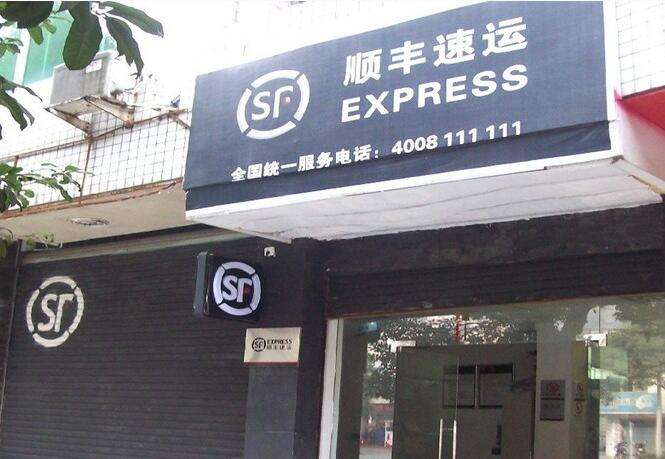 SF 顺丰速运
EXPRESS
全国统一服务电话：4008 111 111
SF
SF
SF EXPRESS
顺丰速运